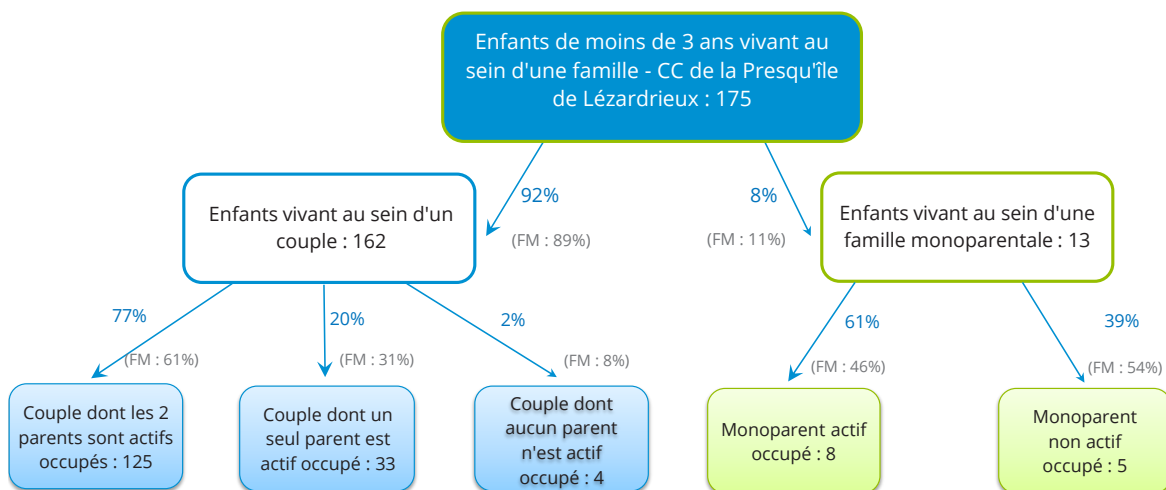 Enfants de moins de 3 ans vivant au
sein d'une famille - CC de la Presqu'île
de Lézardrieux : 175
92%
(FM : 89%)
8%
(FM : 11%)
Enfants vivant au sein d'un
couple : 162
Enfants vivant au sein d'une
famille monoparentale : 13
77%
(FM : 61%)
20%
(FM : 31%)
2%
(FM : 8%)
61%
(FM : 46%)
39%
(FM : 54%)
Couple dont les 2
parents sont actifs
occupés : 125
Couple dont un
seul parent est
actif occupé : 33
Couple dont
aucun parent
n'est actif
occupé : 4
Monoparent actif
occupé : 8
Monoparent
non actif
occupé : 5